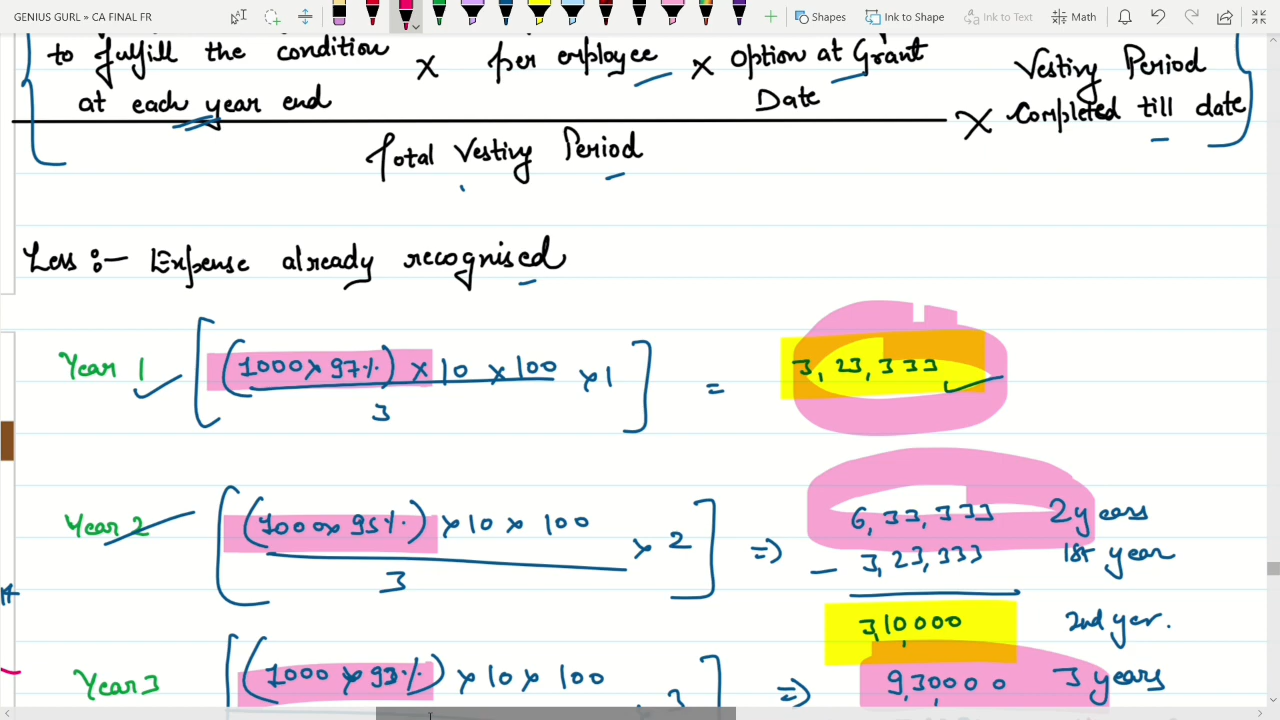 GENIUS GURL > CA FINAL FR
Shapes
Ink to Shape
Ink to Text
Math
to fulfill the condition × per employee × Option at Grant Vesting Period
at each year end Date × Completed till date
Total Vesting Period
Less :- Expense already recognised
Year 1 [ (1000 × 97%) × 10 × 100 × 1 ] = 3,23,333
3
Year 2 [ (1000 × 95%) × 10 × 100 × 2 ] => 6,33,333 2 years
3 - 3,23,333 1st year
3,10000 2nd year.
Year 3 [ (1000 × 93%) × 10 × 100 × 3 ] => 9,30000 3 years